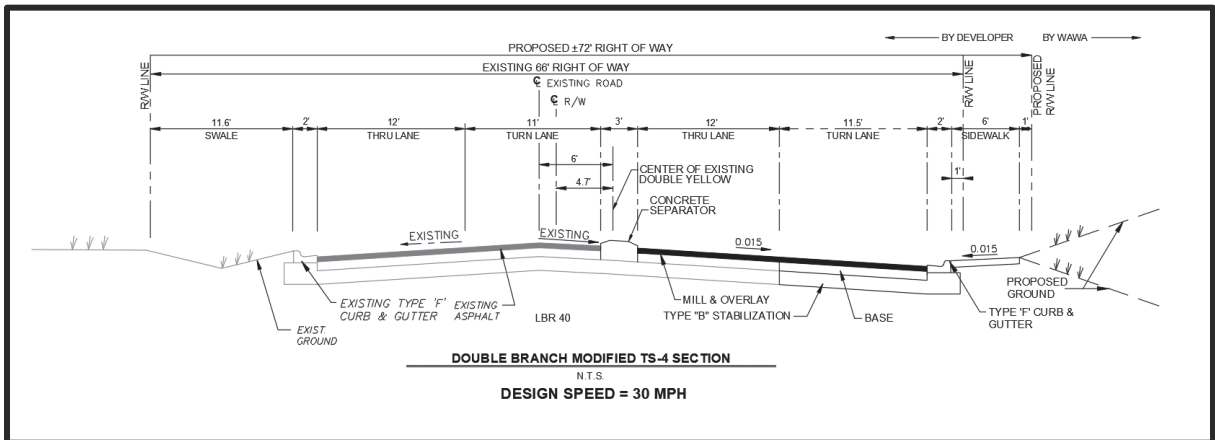 BY DEVELOPER BY WAWA
PROPOSED ±72' RIGHT OF WAY
EXISTING 66' RIGHT OF WAY
R/W LINE
R/W LINE
PROPOSED
R/W LINE
℄ EXISTING ROAD
℄ R/W
11.6' 2' 12' 11' 3' 12' 11.5' 2' 6' 1'
SWALE THRU LANE TURN LANE THRU LANE TURN LANE SIDEWALK
6'
1'
4.7'
CENTER OF EXISTING
DOUBLE YELLOW
CONCRETE
SEPARATOR
EXISTING
EXISTING
0.015
0.015
EXISTING TYPE 'F'
CURB & GUTTER
EXISTING
ASPHALT
EXIST.
GROUND
LBR 40
MILL & OVERLAY
TYPE "B" STABILIZATION
BASE
TYPE 'F' CURB &
GUTTER
PROPOSED
GROUND
DOUBLE BRANCH MODIFIED TS-4 SECTION
N.T.S.
DESIGN SPEED = 30 MPH